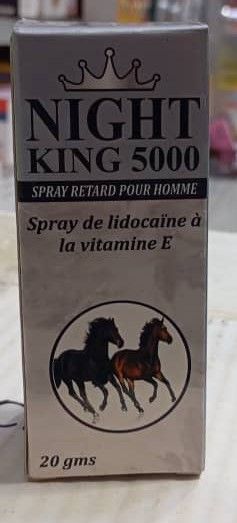 NIGHT
KING 5000
SPRAY RETARD POUR HOMME
Spray de lidocaïne à
la vitamine E
20 gms